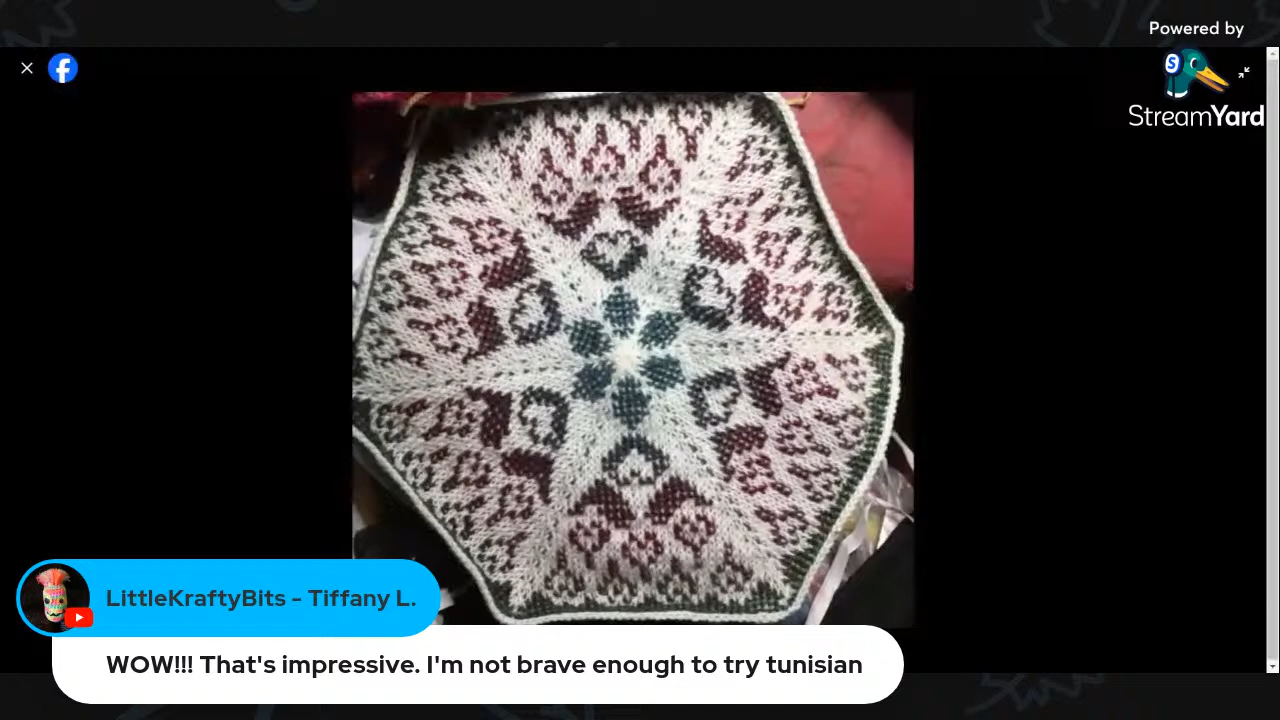 Powered by
StreamYard
LittleKraftyBits - Tiffany L.
WOW!!! That's impressive. I'm not brave enough to try tunisian